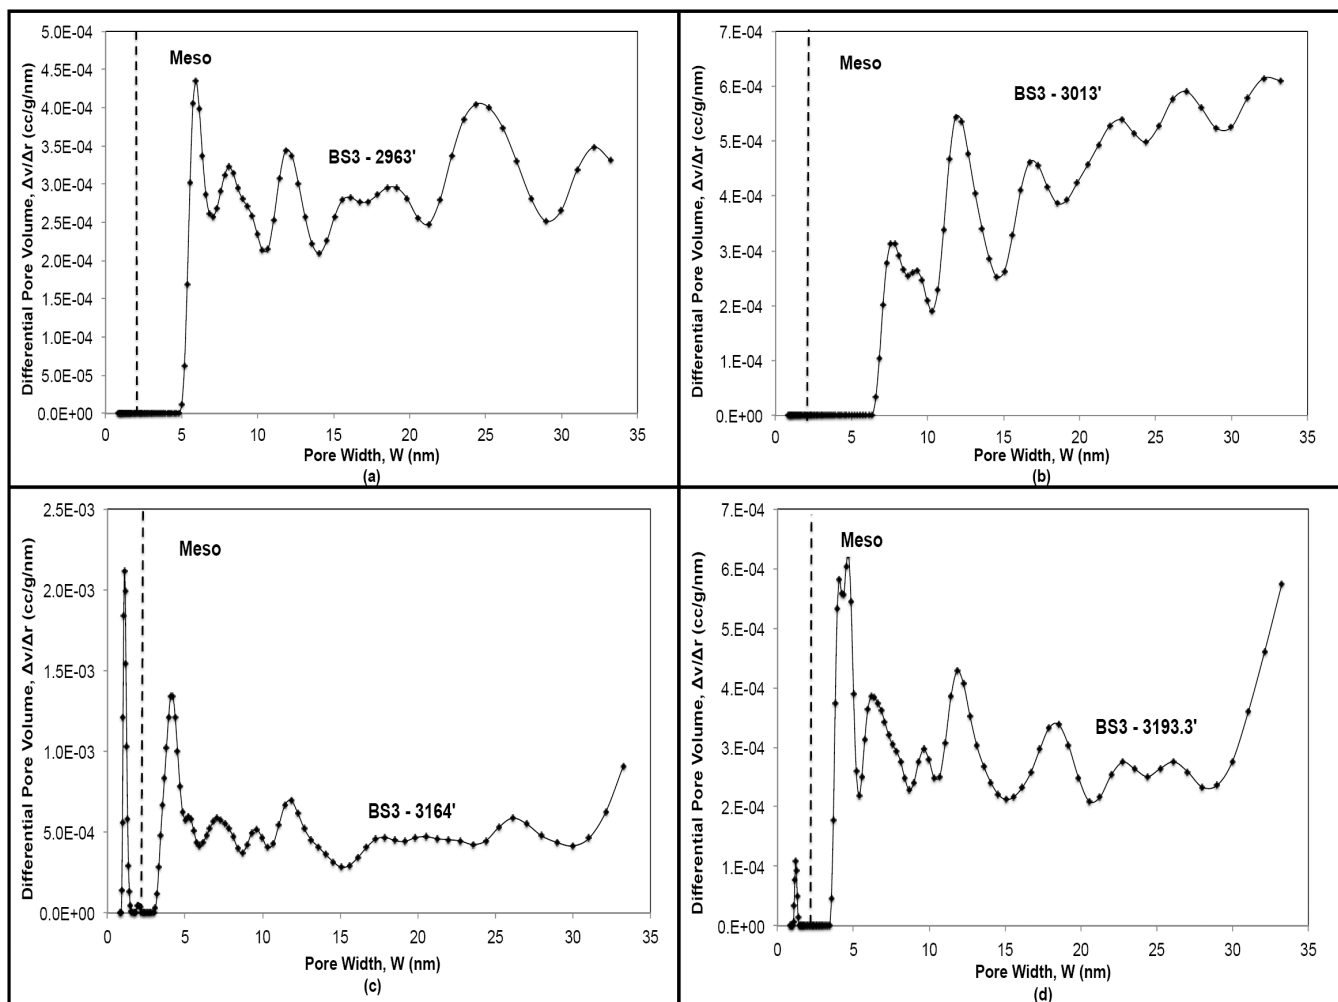 5.0E-04
4.5E-04
4.0E-04
3.5E-04
3.0E-04
2.5E-04
2.0E-04
1.5E-04
1.0E-04
5.0E-05
0.0E+00
Differential Pore Volume, Δv/Δr (cc/g/nm)
Meso
BS3 - 2963'
0 5 10 15 20 25 30 35
Pore Width, W (nm)
(a)
7.E-04
6.E-04
5.E-04
4.E-04
3.E-04
2.E-04
1.E-04
0.E+00
Differential Pore Volume, Δv/Δr (cc/g/nm)
Meso
BS3 - 3013'
0 5 10 15 20 25 30 35
Pore Width, W (nm)
(b)
2.5E-03
2.0E-03
1.5E-03
1.0E-03
5.0E-04
0.0E+00
Differential Pore Volume, Δv/Δr (cc/g/nm)
Meso
BS3 - 3164'
0 5 10 15 20 25 30 35
Pore Width, W (nm)
(c)
7.E-04
6.E-04
5.E-04
4.E-04
3.E-04
2.E-04
1.E-04
0.E+00
Differential Pore Volume, Δv/Δr (cc/g/nm)
Meso
BS3 - 3193.3'
0 5 10 15 20 25 30 35
Pore Width, W (nm)
(d)